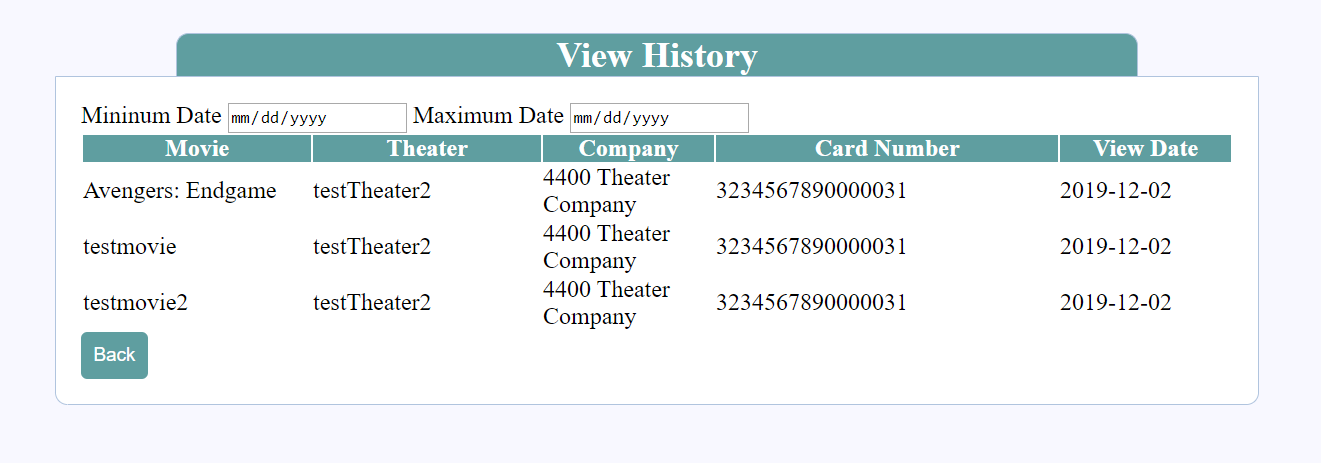 View History
Mininum Date mm/dd/yyyy Maximum Date mm/dd/yyyy
Movie Theater Company Card Number View Date
Avengers: Endgame testTheater2 4400 Theater Company 3234567890000031 2019-12-02
testmovie testTheater2 4400 Theater Company 3234567890000031 2019-12-02
testmovie2 testTheater2 4400 Theater Company 3234567890000031 2019-12-02
Back